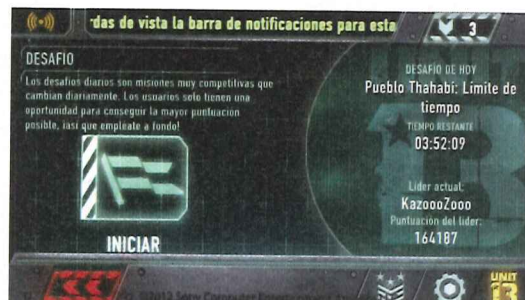 das de vista la barra de notificaciones para esta
3
DESAFÍO
Los desafíos diarios son misiones muy competitivas que
cambian diariamente. Los usuarios solo tienen una
oportunidad para conseguir la mayor puntuación
posible, ¡así que empléate a fondo!
INICIAR
DESAFÍO DE HOY
Pueblo Thahabi: Límite de
tiempo
TIEMPO RESTANTE
03:52:09
Líder actual:
KazoooZooo
Puntuación del líder:
164187
UNIT
13